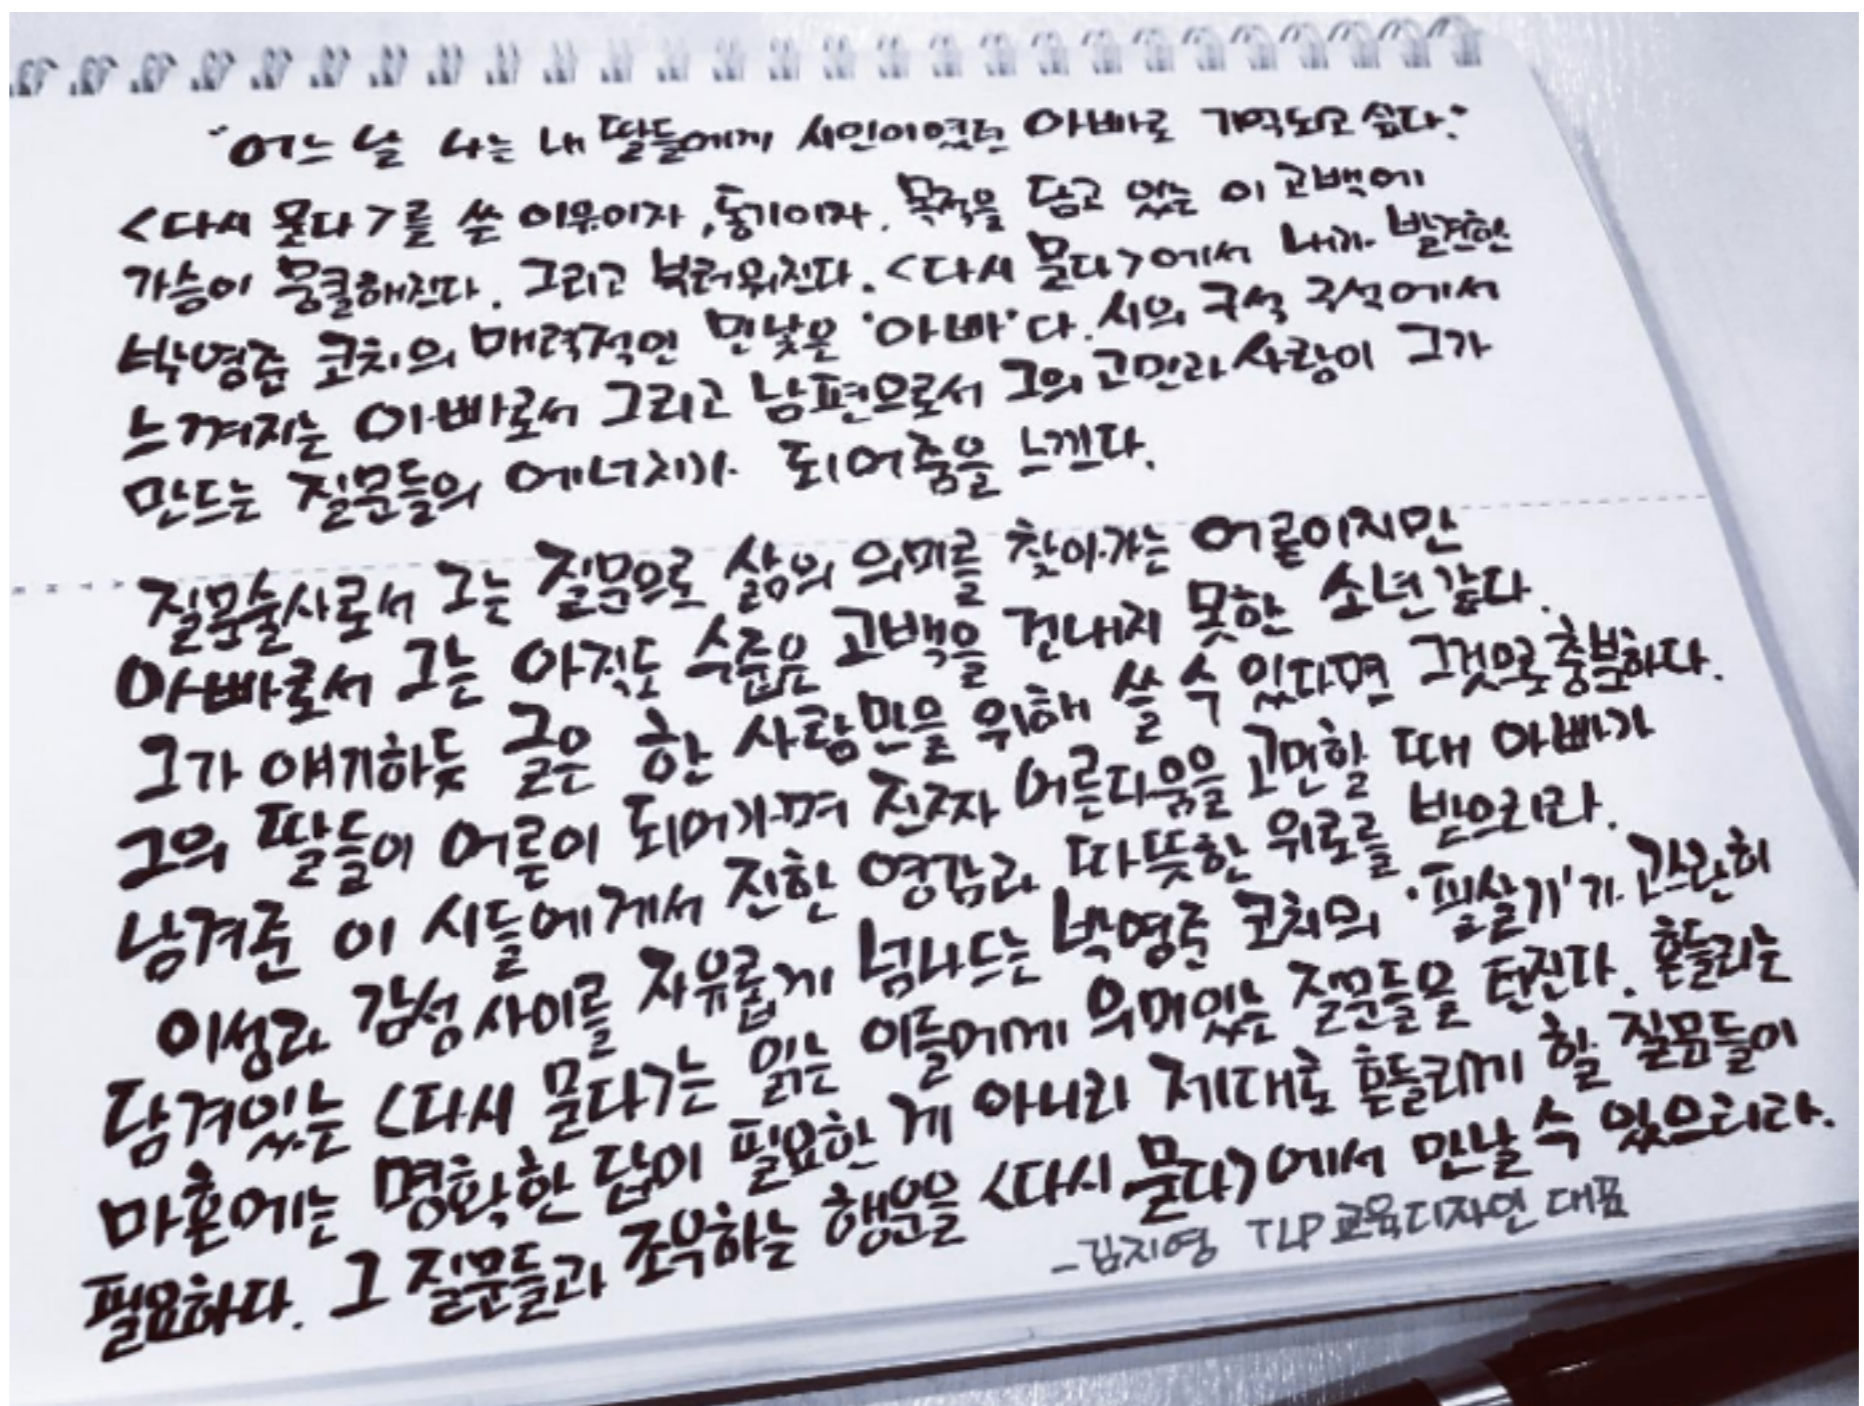 "어느 날 나는 내 딸들에게 시인이었던 아빠로 기억되고 싶다."
<다시 묻다>를 쓴 이유이자, 동기이자, 목적을 담고 있는 이 고백에
가슴이 뭉클해진다. 그리고 부러워진다. <다시 묻다>에서 내가 발견한
박영준 코치의 매력적인 민낯은 '아빠'다. 시의 구석 구석에서
느껴지는 아빠로서 그리고 남편으로서 그의 고민과 사랑이 그가
만드는 질문들의 에너지가 되어줌을 느낀다.
질문술사로서 그는 질문으로 삶의 의미를 찾아가는 어른이지만
아빠로서 그는 아직도 수줍은 고백을 건내지 못한 소년 같다.
그가 얘기하듯 글은 한 사람만을 위해 쓸 수 있다면 그것으로 충분하다.
그의 딸들이 어른이 되어가며 진짜 어른다움을 고민할 때 아빠가
남겨준 이 시들에게서 진한 영감과 따뜻한 위로를 받으리라.
이성과 감성 사이를 자유롭게 넘나드는 박영준 코치의 '필살기'가 고스란히
담겨있는 <다시 묻다>는 읽는 이들에게 의미있는 질문들을 던진다. 흔들리는
마흔에는 명확한 답이 필요한 게 아니라 제대로 흔들리게 할 질문들이
필요하다. 그 질문들과 조우하는 행운을 <다시 묻다>에서 만날 수 있으리라.
-김지영 TLP교육디자인 대표